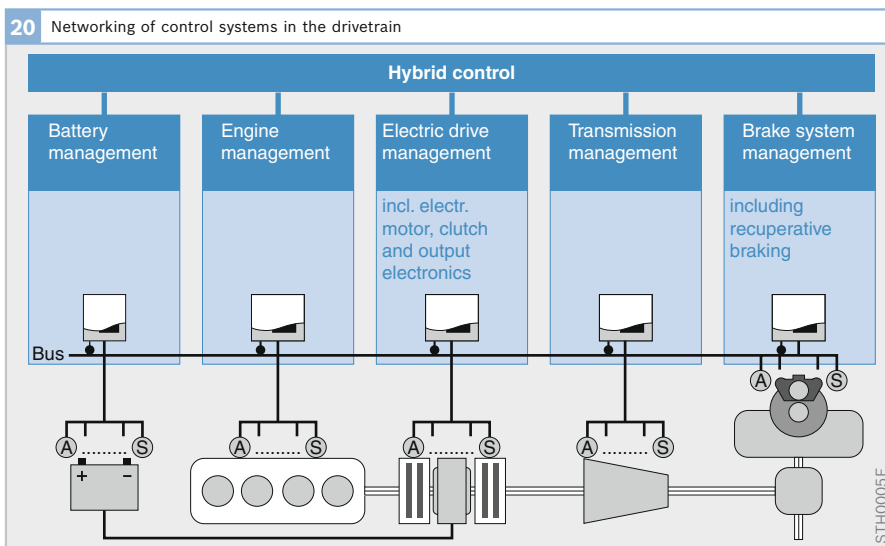 20 Networking of control systems in the drivetrain
Hybrid control
Battery
management
Engine
management
Electric drive
management
Transmission
management
Brake system
management
incl. electr.
motor, clutch
and output
electronics
including
recuperative
braking
Bus
A S
A ......... S
A ......... S
A ......... S
A ......... S
+ −
STH0005E